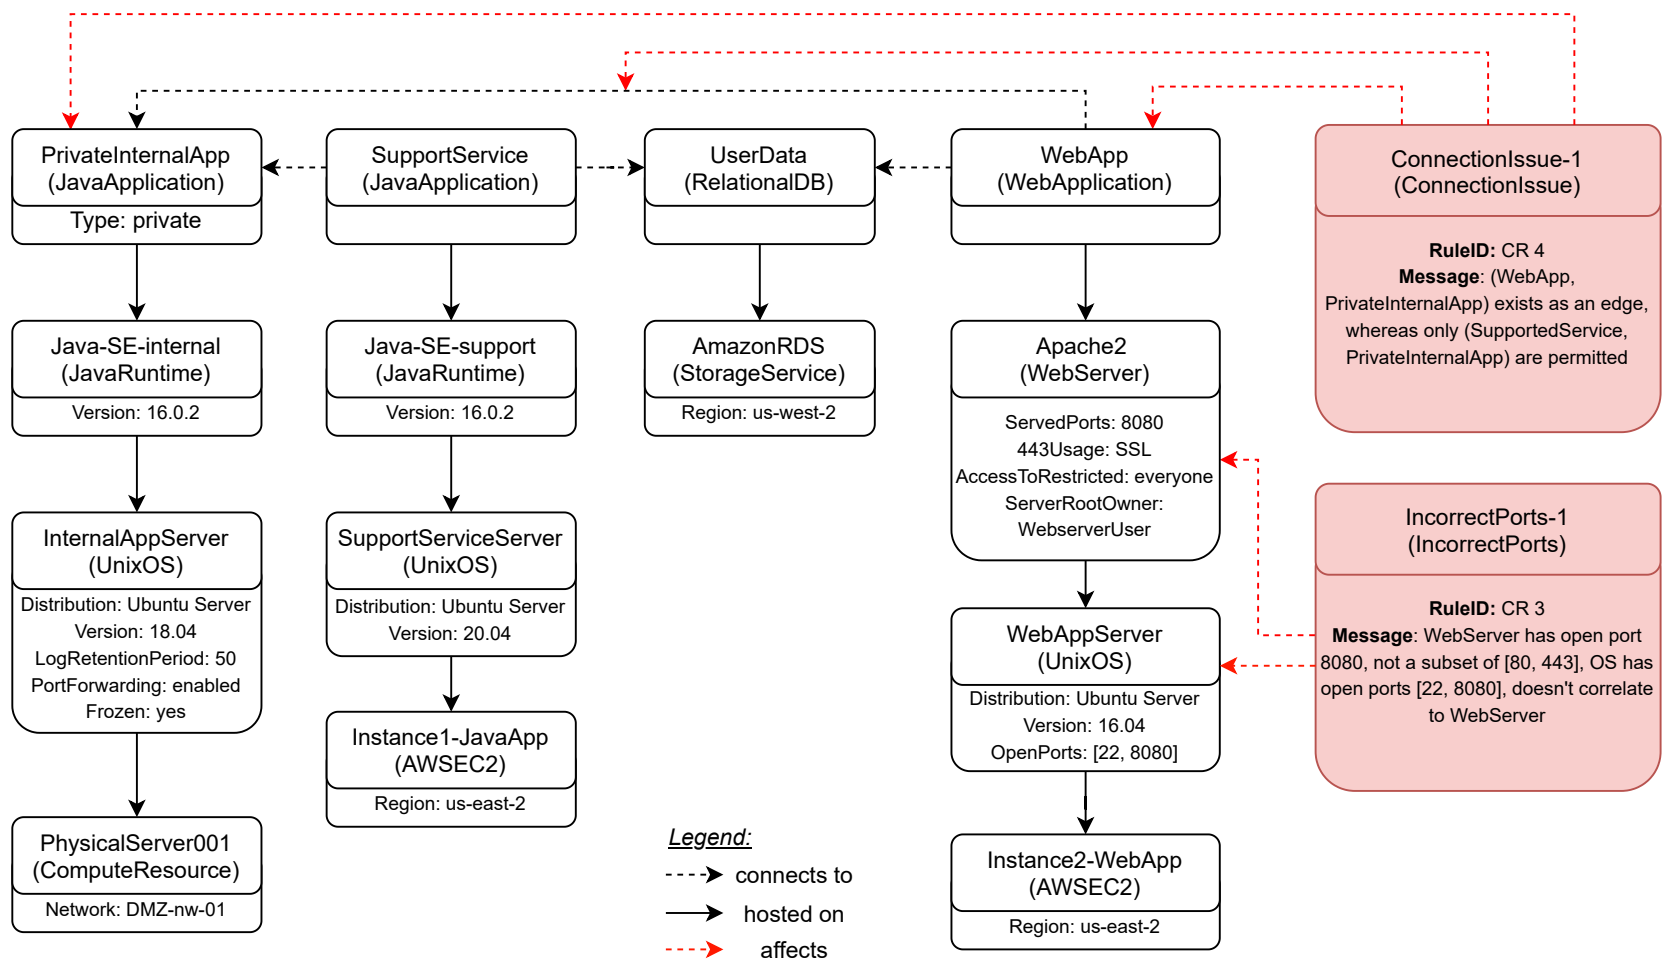 PrivateInternalApp
(JavaApplication)
Type: private
SupportService
(JavaApplication)
UserData
(RelationalDB)
WebApp
(WebApplication)
ConnectionIssue-1
(ConnectionIssue)
RuleID: CR 4
Message: (WebApp,
PrivateInternalApp) exists as an edge,
whereas only (SupportedService,
PrivateInternalApp) are permitted
Java-SE-internal
(JavaRuntime)
Version: 16.0.2
Java-SE-support
(JavaRuntime)
Version: 16.0.2
AmazonRDS
(StorageService)
Region: us-west-2
Apache2
(WebServer)
ServedPorts: 8080
443Usage: SSL
AccessToRestricted: everyone
ServerRootOwner:
WebserverUser
IncorrectPorts-1
(IncorrectPorts)
RuleID: CR 3
Message: WebServer has open port
8080, not a subset of [80, 443], OS has
open ports [22, 8080], doesn't correlate
to WebServer
InternalAppServer
(UnixOS)
Distribution: Ubuntu Server
Version: 18.04
LogRetentionPeriod: 50
PortForwarding: enabled
Frozen: yes
SupportServiceServer
(UnixOS)
Distribution: Ubuntu Server
Version: 20.04
WebAppServer
(UnixOS)
Distribution: Ubuntu Server
Version: 16.04
OpenPorts: [22, 8080]
Instance1-JavaApp
(AWSEC2)
Region: us-east-2
PhysicalServer001
(ComputeResource)
Network: DMZ-nw-01
Instance2-WebApp
(AWSEC2)
Region: us-east-2
Legend:
connects to
hosted on
affects